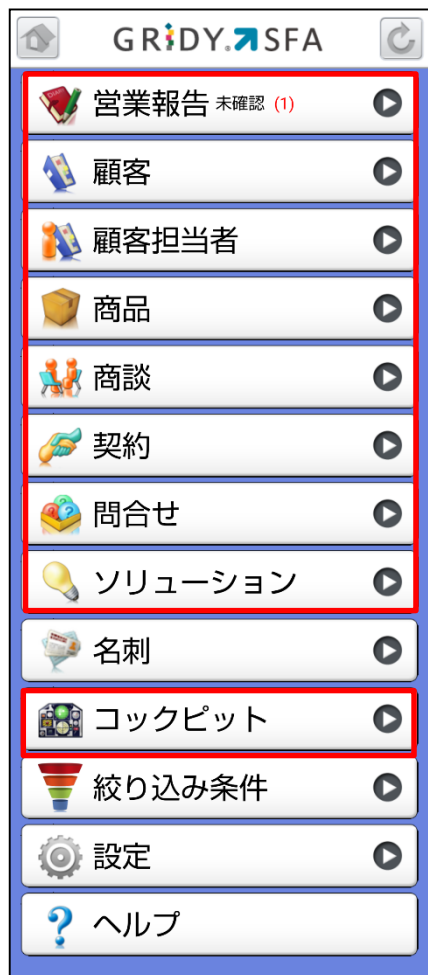 GRiDY.SFA
営業報告 未確認 (1)
顧客
顧客担当者
商品
商談
契約
問合せ
ソリューション
名刺
コックピット
絞り込み条件
設定
ヘルプ